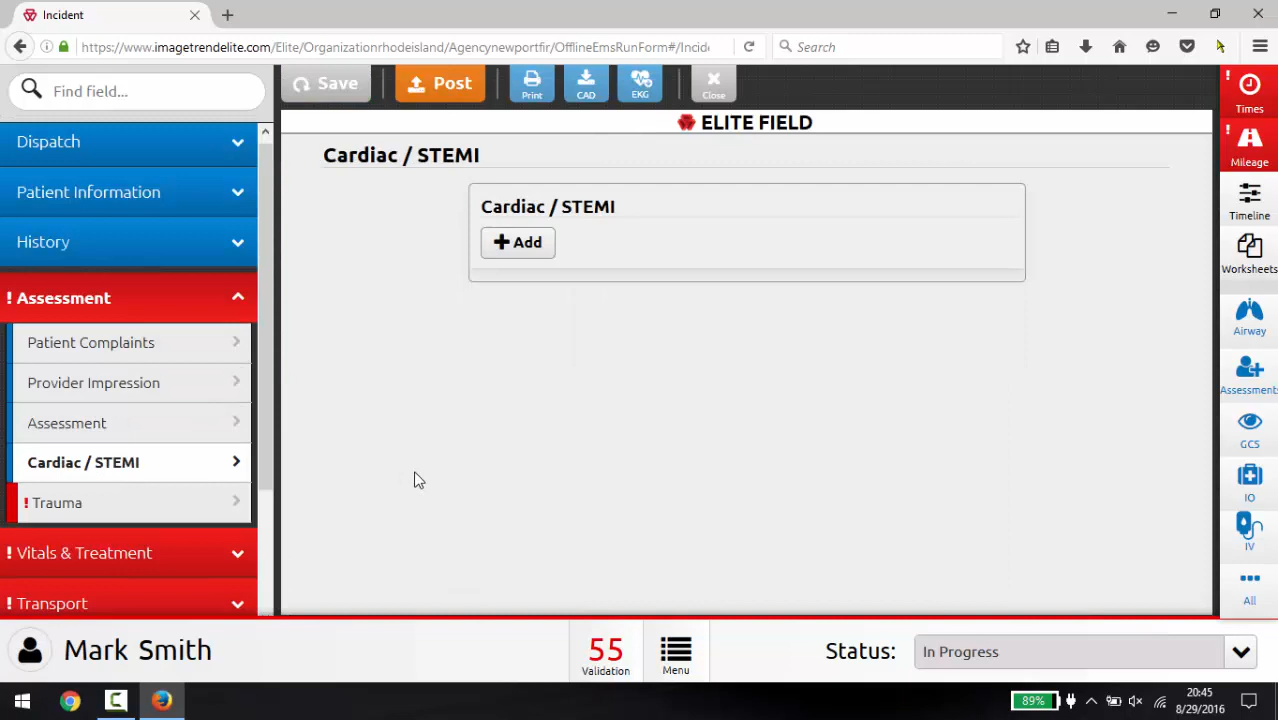 Incident
https://www.imagetrendelite.com/Elite/Organizationrhodeisland/Agencynewportfir/OfflineEmsRunForm#/Incide
Search
Find field...
Save
Post
Print
CAD
EKG
Close
Times
ELITE FIELD
Dispatch
Mileage
Cardiac / STEMI
Patient Information
Cardiac / STEMI
Timeline
History
Add
Worksheets
! Assessment
Airway
Patient Complaints
Provider Impression
Assessments
Assessment
GCS
Cardiac / STEMI
IO
! Trauma
IV
! Vitals & Treatment
! Transport
All
Mark Smith
55
Validation
Menu
Status:
In Progress
89%
20:45
8/29/2016